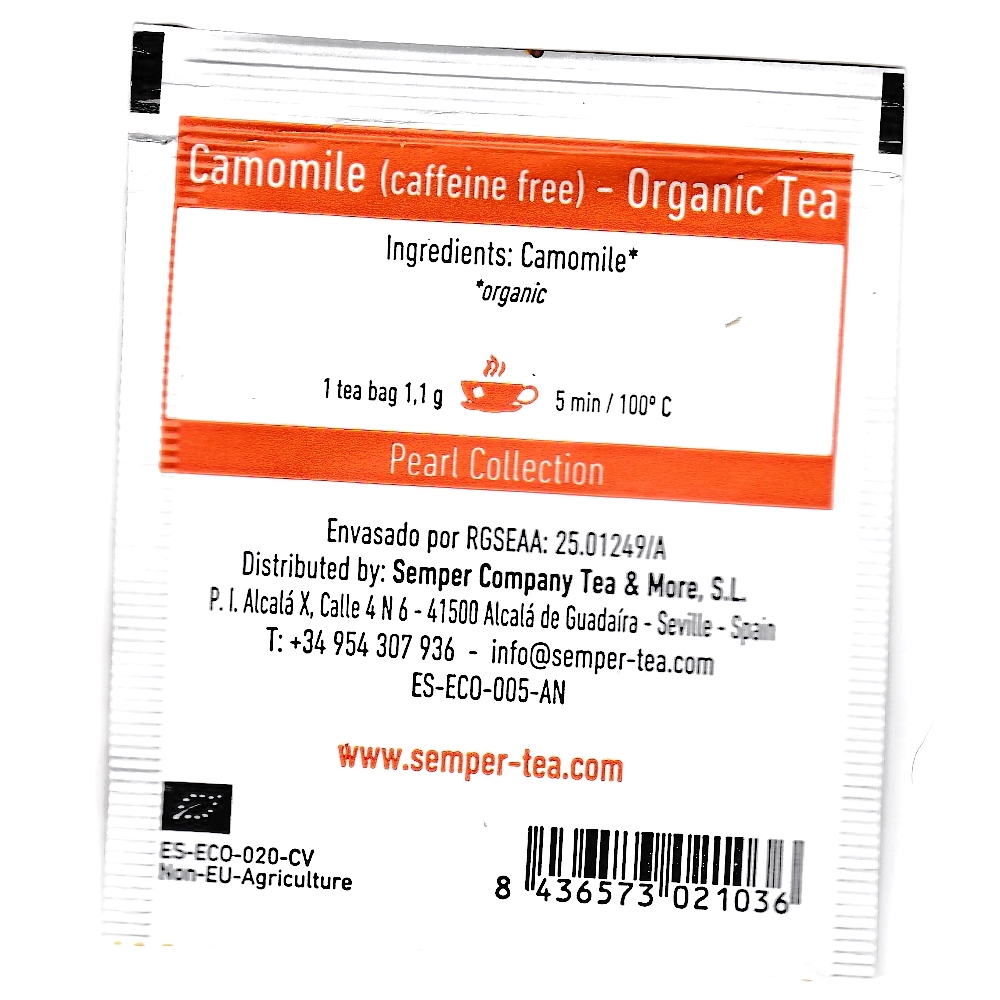 Camomile (caffeine free) - Organic Tea
Ingredients: Camomile*
*organic
1 tea bag 1,1 g
5 min / 100º C
Pearl Collection
Envasado por RGSEAA: 25.01249/A
Distributed by: Semper Company Tea & More, S.L.
P. I. Alcalá X, Calle 4 N 6 - 41500 Alcalá de Guadaíra - Seville - Spain
T: +34 954 307 936 - info@semper-tea.com
ES-ECO-005-AN
www.semper-tea.com
ES-ECO-020-CV
Non-EU-Agriculture
8 436573 021036